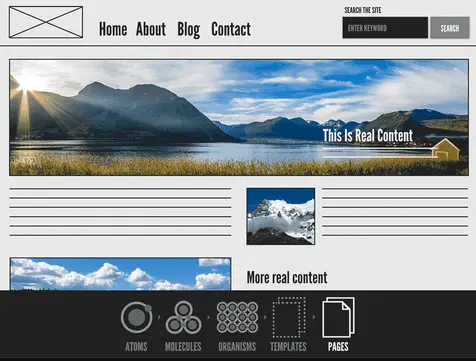 SEARCH THE SITE
Home About Blog Contact
ENTER KEYWORD SEARCH
This Is Real Content
More real content
ATOMS MOLECULES ORGANISMS TEMPLATES PAGES